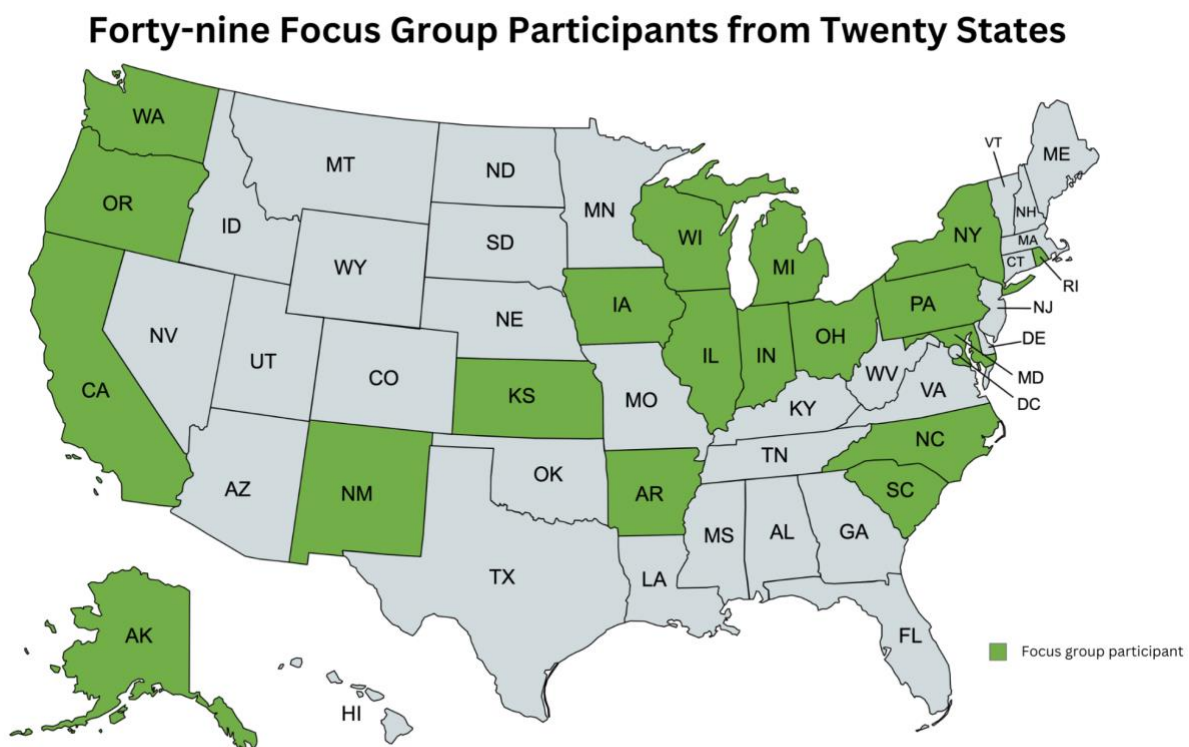 Forty-nine Focus Group Participants from Twenty States
WA
MT
ND
MN
VT
ME
OR
ID
SD
WI
MI
NY
NH
MA
CT
RI
WY
IA
PA
NJ
NE
NV
UT
CO
IL
IN
OH
DE
MD
DC
CA
KS
MO
WV
VA
KY
NC
TN
AZ
NM
OK
AR
SC
MS
AL
GA
TX
LA
AK
FL
HI
Focus group participant